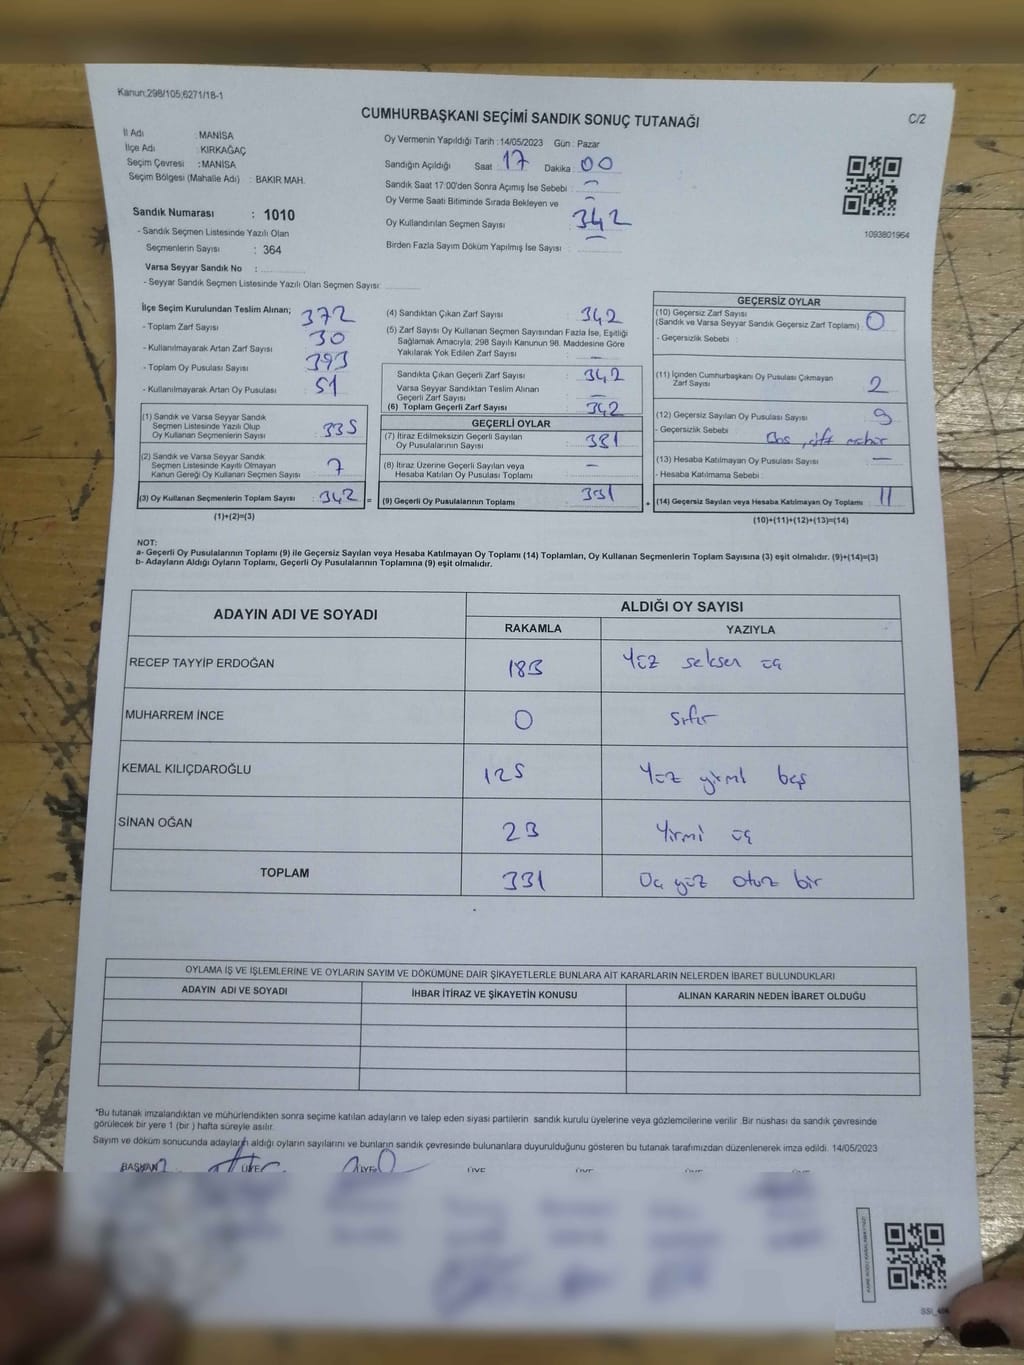 Kanun;298/105;6271/18-1
CUMHURBAŞKANI SEÇİMİ SANDIK SONUÇ TUTANAĞI
C/2
İl Adı : MANİSA
İlçe Adı : KIRKAĞAÇ
Seçim Çevresi : MANİSA
Seçim Bölgesi (Mahalle Adı) : BAKIR MAH.
Sandık Numarası : 1010
- Sandık Seçmen Listesinde Yazılı Olan
Seçmenlerin Sayısı : 364
Varsa Seyyar Sandık No :
- Seyyar Sandık Seçmen Listesinde Yazılı Olan Seçmen Sayısı:
Oy Vermenin Yapıldığı Tarih : 14/05/2023 Gün : Pazar
Sandığın Açıldığı Saat : 17 Dakika : 00
Sandık Saat 17:00'den Sonra Açımış İse Sebebi : -
Oy Verme Saati Bitiminde Sırada Bekleyen ve
Oy Kullandırılan Seçmen Sayısı : 342
Birden Fazla Sayım Döküm Yapılmış İse Sayısı : -
1093801964
İlçe Seçim Kurulundan Teslim Alınan;
- Toplam Zarf Sayısı : 372
- Kullanılmayarak Artan Zarf Sayısı : 30
- Toplam Oy Pusulası Sayısı : 393
- Kullanılmayarak Artan Oy Pusulası : 51
(1) Sandık ve Varsa Seyyar Sandık
Seçmen Listesinde Yazılı Olup
Oy Kullanan Seçmenlerin Sayısı : 335
(2) Sandık ve Varsa Seyyar Sandık
Seçmen Listesinde Kayıtlı Olmayan
Kanun Gereği Oy Kullanan Seçmen Sayısı : 7
(3) Oy Kullanan Seçmenlerin Toplam Sayısı : 342 =
(1)+(2)=(3)
(4) Sandıktan Çıkan Zarf Sayısı : 342
(5) Zarf Sayısı Oy Kullanan Seçmen Sayısından Fazla İse, Eşitliği
Sağlamak Amacıyla; 298 Sayılı Kanunun 98. Maddesine Göre
Yakılarak Yok Edilen Zarf Sayısı : -
Sandıkta Çıkan Geçerli Zarf Sayısı : 342
Varsa Seyyar Sandıktan Teslim Alınan
Geçerli Zarf Sayısı : -
(6) Toplam Geçerli Zarf Sayısı : 342
GEÇERLİ OYLAR
(7) İtiraz Edilmeksizin Geçerli Sayılan
Oy Pusulalarının Sayısı : 331
(8) İtiraz Üzerine Geçerli Sayılan veya
Hesaba Katılan Oy Pusulası Toplamı : -
(9) Geçerli Oy Pusulalarının Toplamı : 331 +
GEÇERSİZ OYLAR
(10) Geçersiz Zarf Sayısı
(Sandık ve Varsa Seyyar Sandık Geçersiz Zarf Toplamı) : 0
- Geçersizlik Sebebi :
(11) İçinden Cumhurbaşkanı Oy Pusulası Çıkmayan
Zarf Sayısı : 2
(12) Geçersiz Sayılan Oy Pusulası Sayısı : 9
- Geçersizlik Sebebi : Boş, çift mühür
(13) Hesaba Katılmayan Oy Pusulası Sayısı : -
- Hesaba Katılmama Sebebi :
(14) Geçersiz Sayılan veya Hesaba Katılmayan Oy Toplamı : 11
(10)+(11)+(12)+(13)=(14)
NOT:
a- Geçerli Oy Pusulalarının Toplamı (9) ile Geçersiz Sayılan veya Hesaba Katılmayan Oy Toplamı (14) Toplamları, Oy Kullanan Seçmenlerin Toplam Sayısına (3) eşit olmalıdır. (9)+(14)=(3)
b- Adayların Aldığı Oyların Toplamı, Geçerli Oy Pusulalarının Toplamına (9) eşit olmalıdır.
ADAYIN ADI VE SOYADI ALDIĞI OY SAYISI
RAKAMLA YAZIYLA
RECEP TAYYİP ERDOĞAN 183 Yüz seksen üç
MUHARREM İNCE 0 sıfır
KEMAL KILIÇDAROĞLU 125 Yüz yirmi beş
SİNAN OĞAN 23 Yirmi üç
TOPLAM 331 Üç yüz otuz bir
OYLAMA İŞ VE İŞLEMLERİNE VE OYLARIN SAYIM VE DÖKÜMÜNE DAİR ŞİKAYETLERLE BUNLARA AİT KARARLARIN NELERDEN İBARET BULUNDUKLARI
ADAYIN ADI VE SOYADI İHBAR İTİRAZ VE ŞİKAYETİN KONUSU ALINAN KARARIN NEDEN İBARET OLDUĞU
*Bu tutanak imzalandıktan ve mühürlendikten sonra seçime katılan adayların ve talep eden siyasi partilerin sandık kurulu üyelerine veya gözlemcilerine verilir. Bir nüshası da sandık çevresinde
görülecek bir yere 1 (bir ) hafta süreyle asılır.
Sayım ve döküm sonucunda adayların aldığı oyların sayılarını ve bunların sandık çevresinde bulunanlara duyurulduğunu gösteren bu tutanak tarafımızdan düzenlenerek imza edildi. 14/05/2023
BAŞKAN ÜYE ÜYE ÜYE